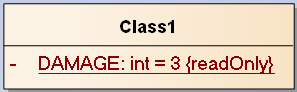 Class1
- DAMAGE: int = 3 {readOnly}